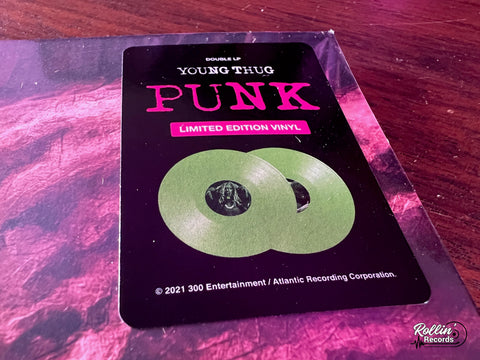 DOUBLE LP
YOUNG THUG
PUNK
LIMITED EDITION VINYL
© 2021 300 Entertainment / Atlantic Recording Corporation.
Rollin'
Records